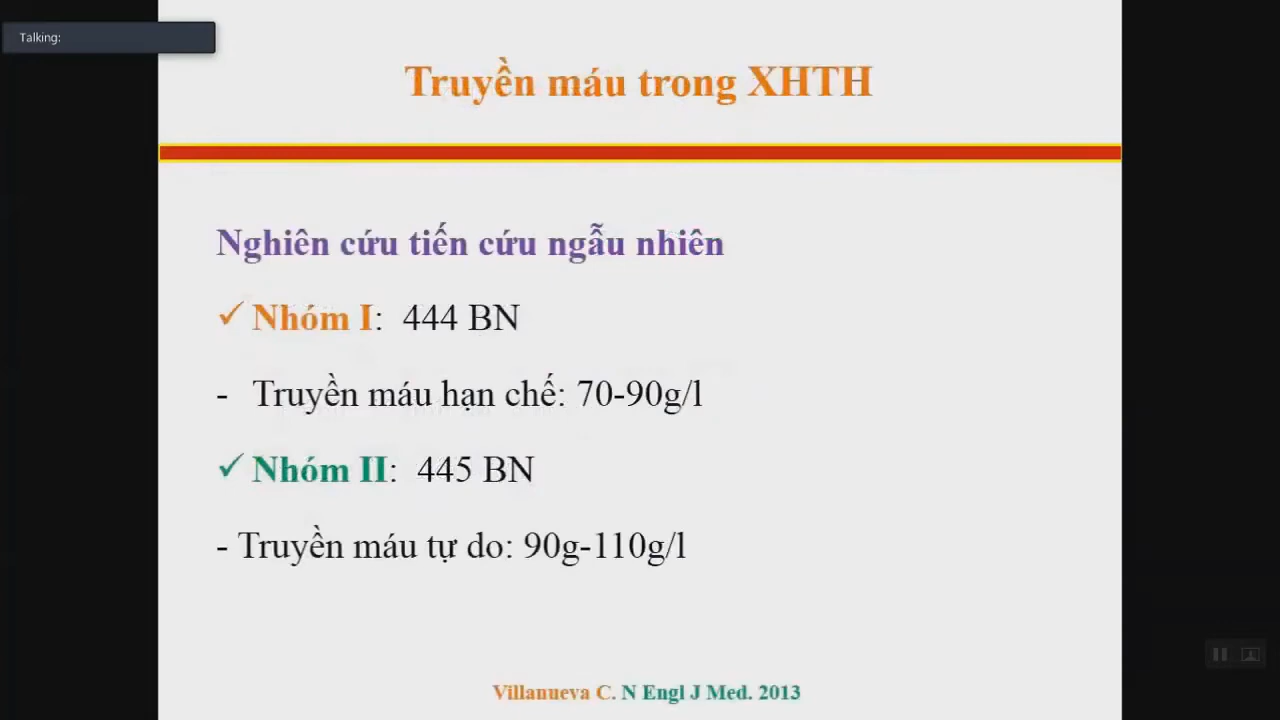 Talking:
Truyền máu trong XHTH
Nghiên cứu tiến cứu ngẫu nhiên
✓ Nhóm I: 444 BN
- Truyền máu hạn chế: 70-90g/l
✓ Nhóm II: 445 BN
- Truyền máu tự do: 90g-110g/l
Villanueva C. N Engl J Med. 2013